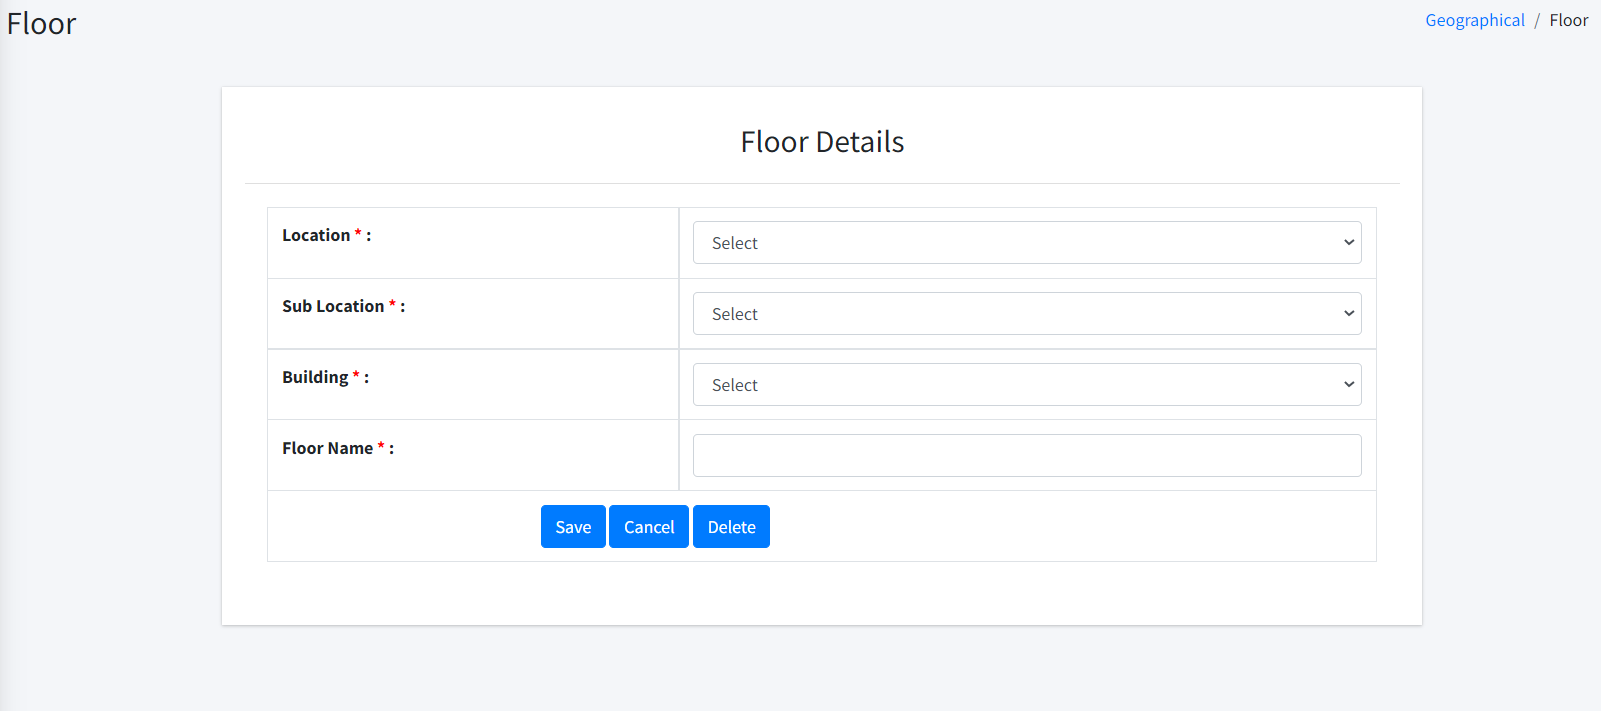 Floor
Geographical / Floor
Floor Details
Location * :
Select
Sub Location * :
Select
Building * :
Select
Floor Name * :
Save Cancel Delete